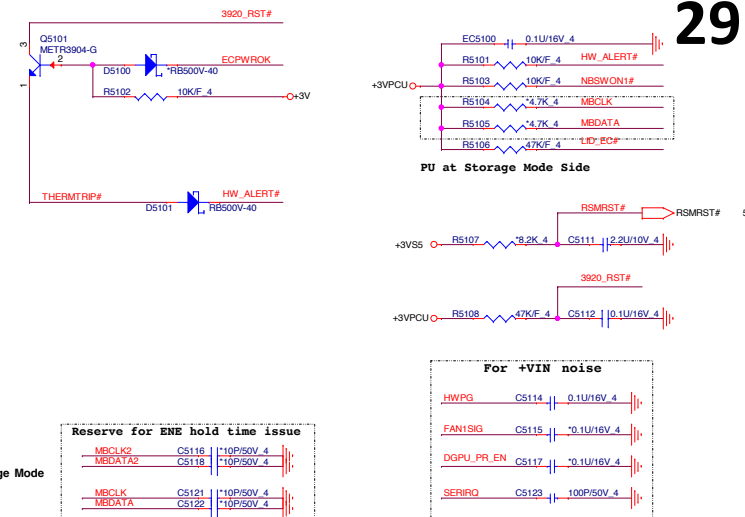 29
3920_RST#
3
Q5101
METR3904-G
2
1
D5100
*RB500V-40
ECPWROK
R5102
10K/F_4
+3V
THERMTRIP#
D5101
RB500V-40
HW_ALERT#
EC5100
0.1U/16V_4
R5101
10K/F_4
HW_ALERT#
+3VPCU
R5103
10K/F_4
NBSWON1#
R5104
*4.7K_4
MBCLK
R5105
*4.7K_4
MBDATA
R5106
47K/F_4
LID_EC#
PU at Storage Mode Side
RSMRST#
RSMRST#
+3VS5
R5107
*8.2K_4
C5111
2.2U/10V_4
3920_RST#
+3VPCU
R5108
47K/F_4
C5112
0.1U/16V_4
For +VIN noise
HWPG
C5114
0.1U/16V_4
FAN1SIG
C5115
*0.1U/16V_4
DGPU_PR_EN
C5117
*0.1U/16V_4
SERIRQ
C5123
100P/50V_4
Reserve for ENE hold time issue
MBCLK2
C5116
*10P/50V_4
MBDATA2
C5118
*10P/50V_4
ge Mode
MBCLK
C5121
*10P/50V_4
MBDATA
C5122
*10P/50V_4